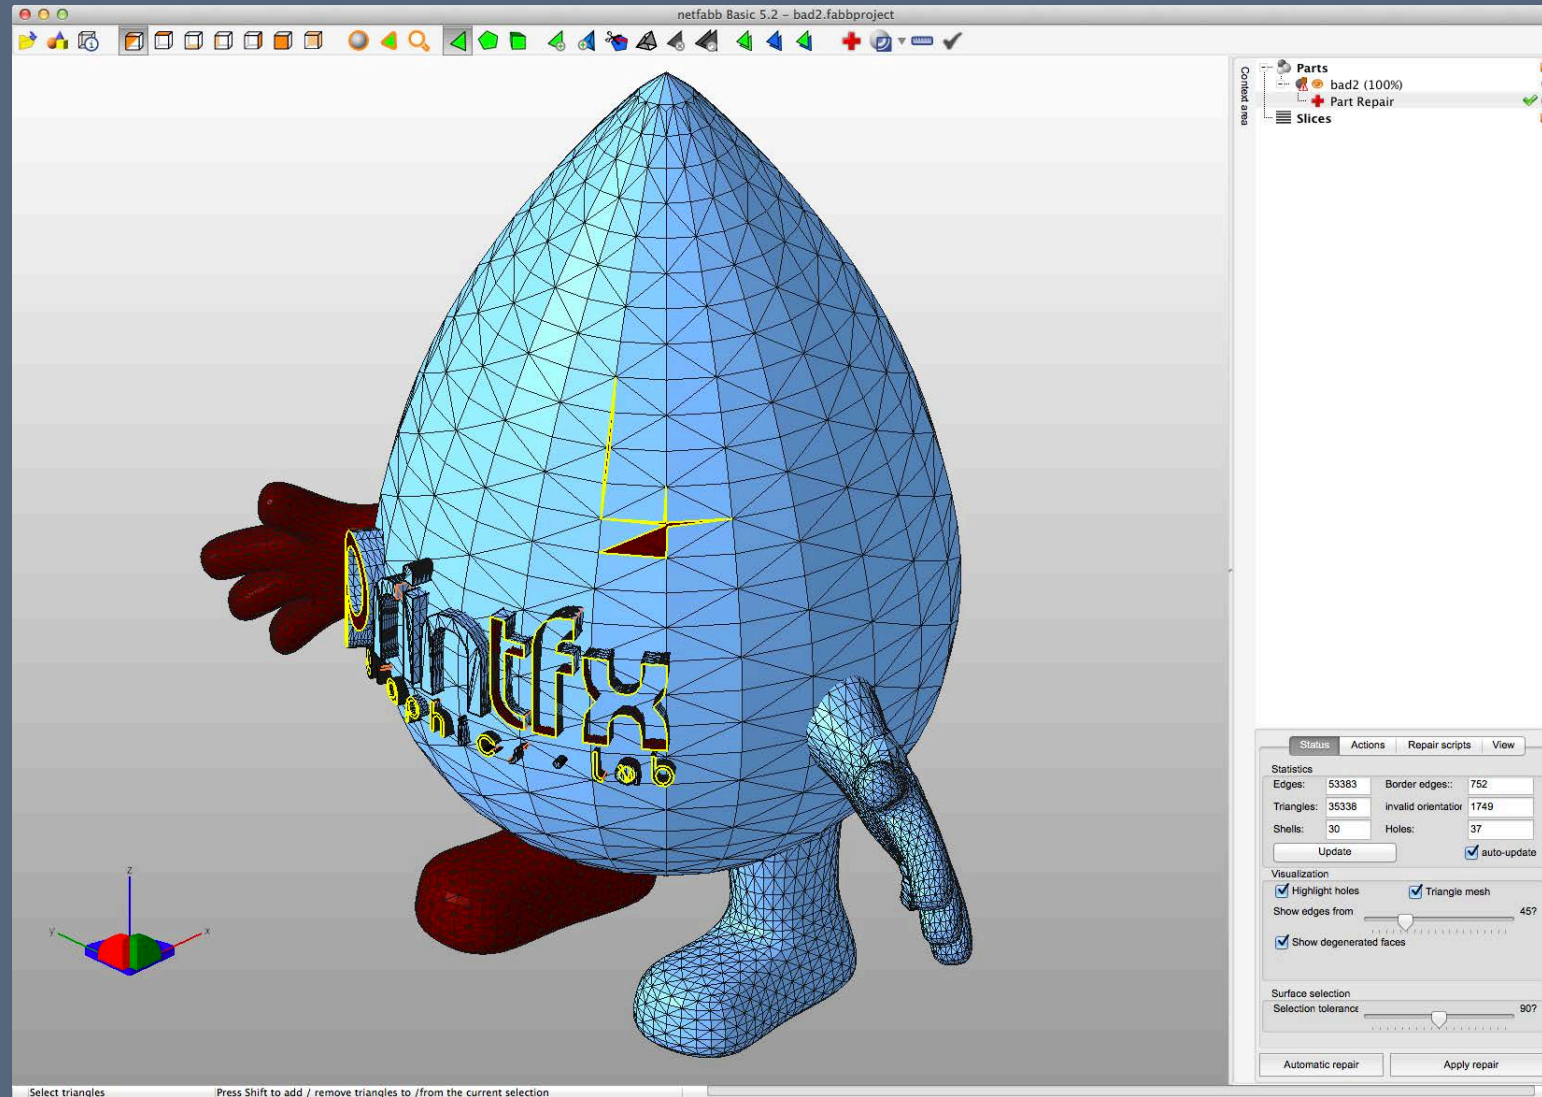 netfabb Basic 5.2 – bad2.fabbproject
Context area
Parts
bad2 (100%)
Part Repair
Slices
printfx
graphics-lab
z
y
x
Status Actions Repair scripts View
Statistics
Edges: 53383 Border edges:: 752
Triangles: 35338 invalid orientatior 1749
Shells: 30 Holes: 37
Update auto-update
Visualization
Highlight holes Triangle mesh
Show edges from 45?
Show degenerated faces
Surface selection
Selection tolerance 90?
Automatic repair Apply repair
Select triangles Press Shift to add / remove triangles to /from the current selection